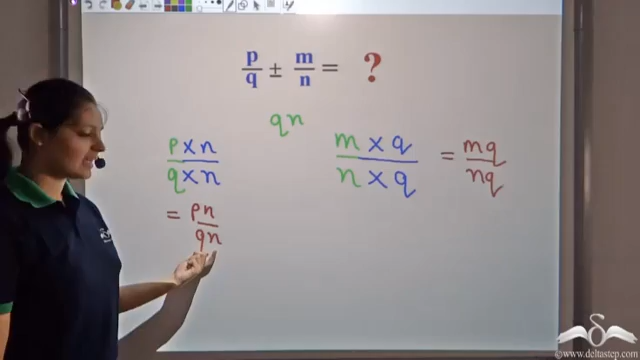 p/q ± m/n = ?
qn
p × n / q × n
= pn/qn
m × q / n × q = mq/nq
©www.deltastep.com